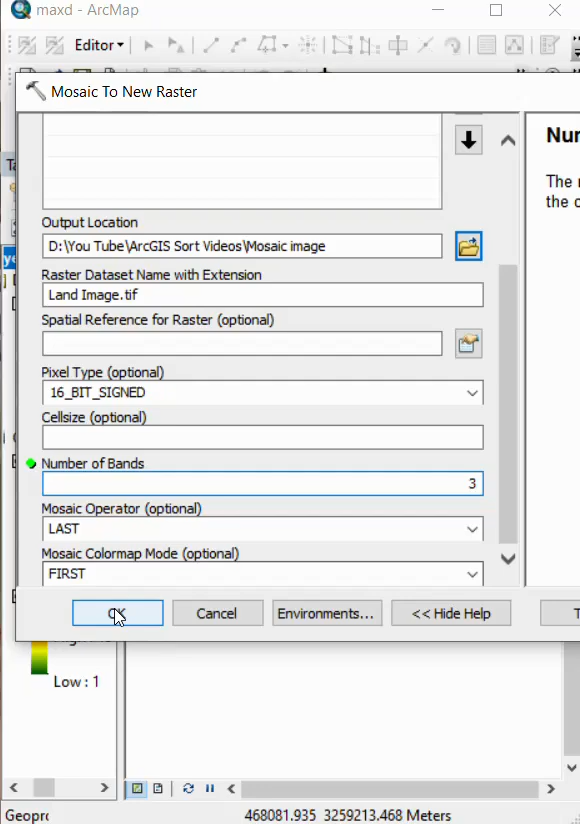 maxd - ArcMap
Editor
Mosaic To New Raster
Output Location
D:\You Tube\ArcGIS Sort Videos\Mosaic image
Raster Dataset Name with Extension
Land Image.tif
Spatial Reference for Raster (optional)
Pixel Type (optional)
16_BIT_SIGNED
Cellsize (optional)
Number of Bands
3
Mosaic Operator (optional)
LAST
Mosaic Colormap Mode (optional)
FIRST
OK
Cancel
Environments...
<< Hide Help
The
the
Low : 1
468081.935 3259213.468 Meters